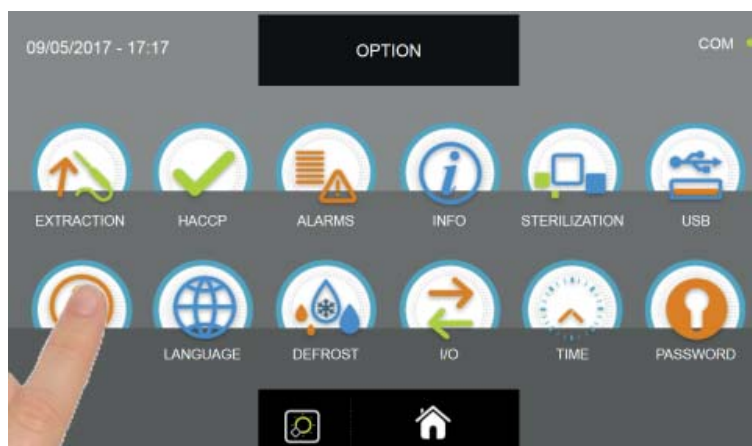 09/05/2017 - 17:17
OPTION
COM
EXTRACTION
HACCP
ALARMS
INFO
STERILIZATION
USB
LANGUAGE
DEFROST
I/O
TIME
PASSWORD